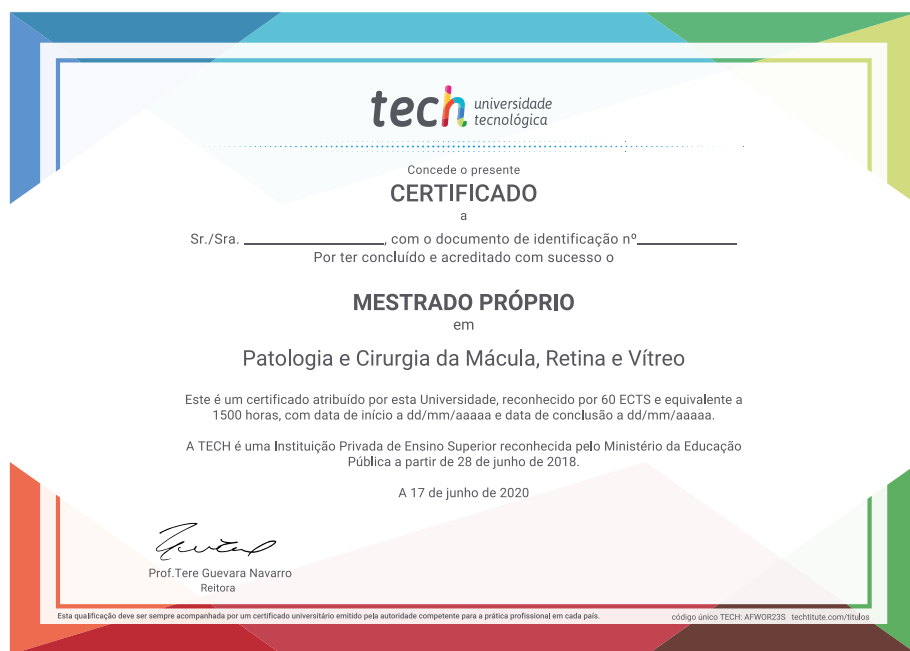 tech universidade
tecnológica
Concede o presente
CERTIFICADO
a
Sr./Sra. ________________, com o documento de identificação nº____________
Por ter concluído e acreditado com sucesso o
MESTRADO PRÓPRIO
em
Patologia e Cirurgia da Mácula, Retina e Vítreo
Este é um certificado atribuído por esta Universidade, reconhecido por 60 ECTS e equivalente a
1500 horas, com data de início a dd/mm/aaaaa e data de conclusão a dd/mm/aaaaa.
A TECH é uma Instituição Privada de Ensino Superior reconhecida pelo Ministério da Educação
Pública a partir de 28 de junho de 2018.
A 17 de junho de 2020
Prof.Tere Guevara Navarro
Reitora
Esta qualificação deve ser sempre acompanhada por um certificado universitário emitido pela autoridade competente para a prática profissional em cada país.
código único TECH: AFWOR23S techtitute.com/titulos